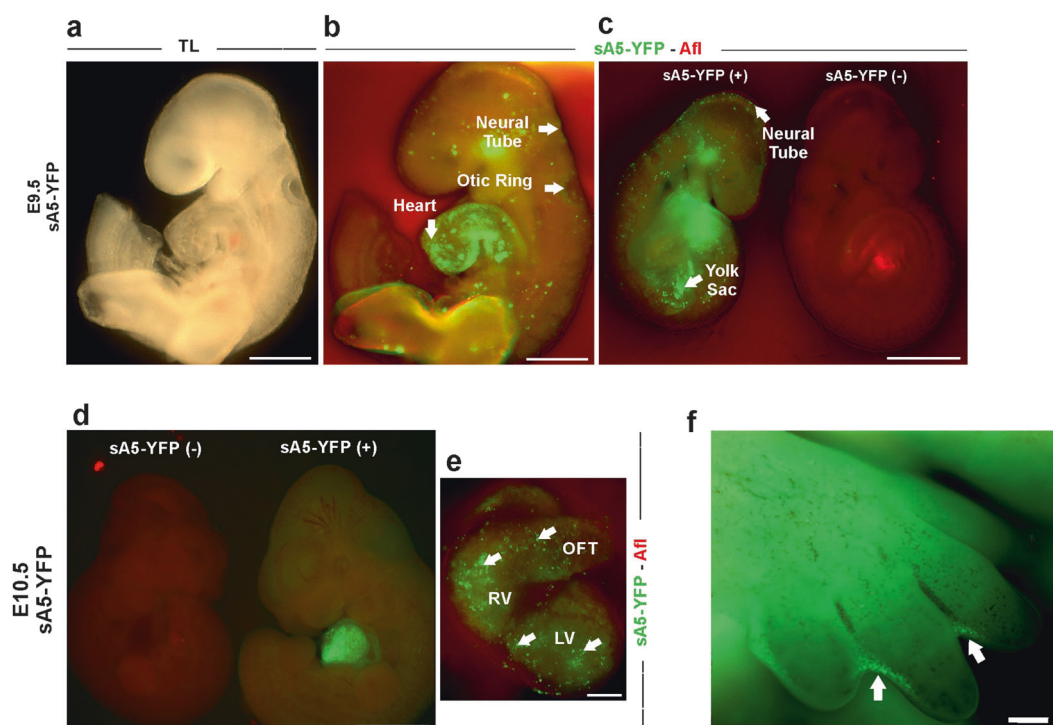 a
TL
b
c
sA5-YFP - Afl
E9.5
sA5-YFP
Neural
Tube
Otic Ring
Heart
sA5-YFP (+)
sA5-YFP (-)
Neural
Tube
Yolk
Sac
d
sA5-YFP (-)
sA5-YFP (+)
E10.5
sA5-YFP
e
OFT
RV
LV
sA5-YFP - Afl
f